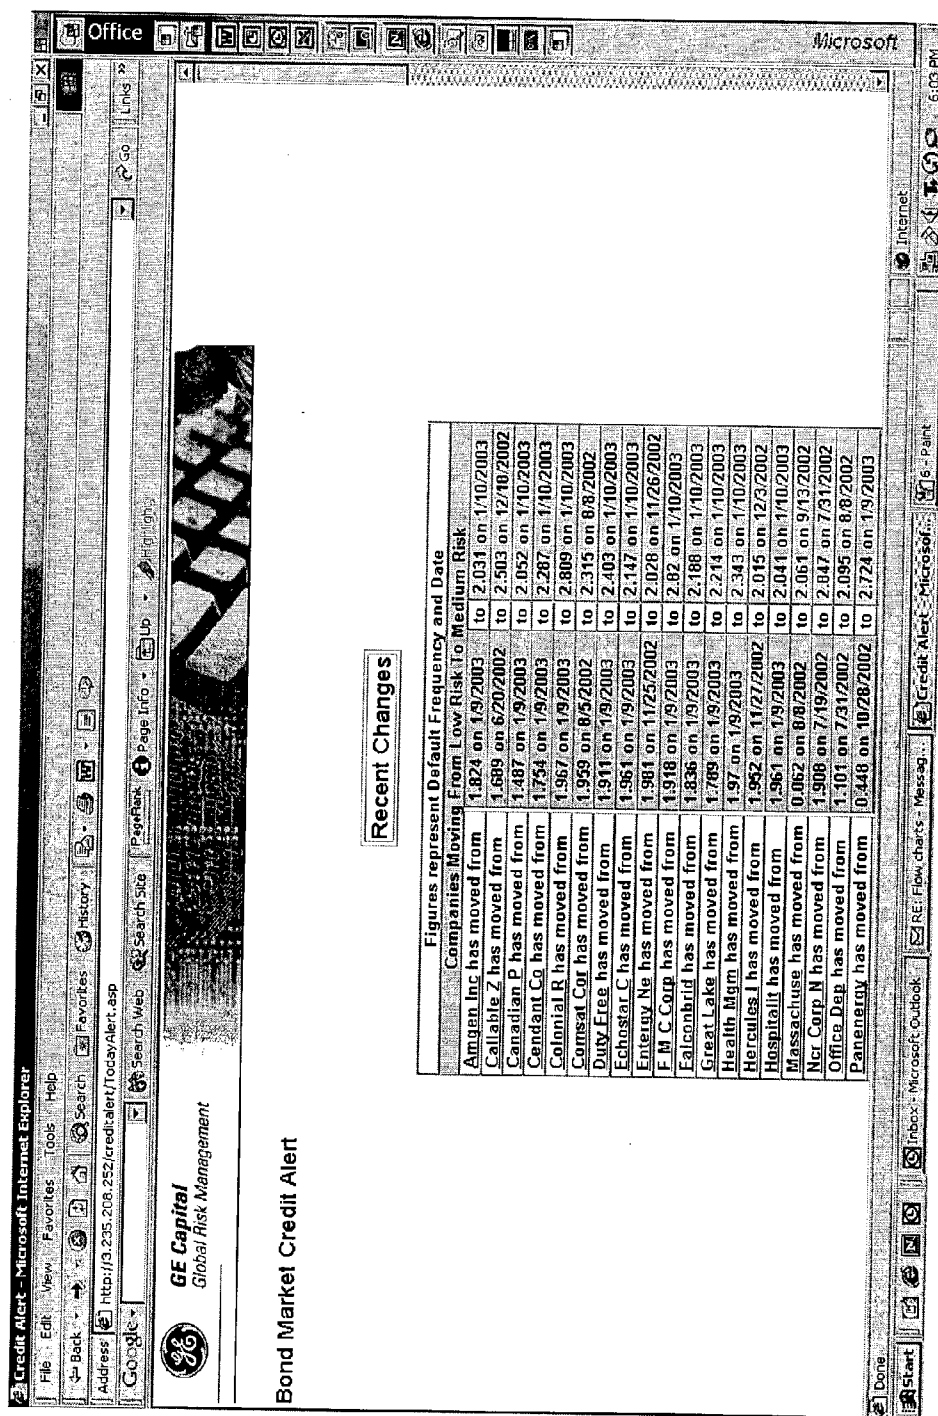 Credit Alert - Microsoft Internet Explorer
Office
Microsoft
File Edit View Favorites Tools Help
Back Search Favorites History
Address http://3.235.208.252/creditalert/TodayAlert.asp Go Links »
Google Search Web Search Site PageRank Page Info Up Highlight
GE Capital
Global Risk Management
Bond Market Credit Alert
Recent Changes
Figures represent Default Frequency and Date
Companies Moving From Low Risk To Medium Risk
Amgen Inc has moved from 1.824 on 1/9/2003 to 2.031 on 1/10/2003
Callable Z has moved from 1.689 on 6/20/2002 to 2.503 on 12/18/2002
Canadian P has moved from 1.487 on 1/9/2003 to 2.052 on 1/10/2003
Cendant Co has moved from 1.754 on 1/9/2003 to 2.287 on 1/10/2003
Colonial R has moved from 1.967 on 1/9/2003 to 2.809 on 1/10/2003
Comsat Cor has moved from 1.959 on 8/5/2002 to 2.315 on 8/8/2002
Duty Free has moved from 1.911 on 1/9/2003 to 2.403 on 1/10/2003
Echostar C has moved from 1.961 on 1/9/2003 to 2.147 on 1/10/2003
Entergy Ne has moved from 1.981 on 11/25/2002 to 2.028 on 11/26/2002
F M C Corp has moved from 1.918 on 1/9/2003 to 2.82 on 1/10/2003
Falconbrid has moved from 1.836 on 1/9/2003 to 2.188 on 1/10/2003
Great Lake has moved from 1.789 on 1/9/2003 to 2.214 on 1/10/2003
Health Mgm has moved from 1.97 on 1/9/2003 to 2.343 on 1/10/2003
Hercules I has moved from 1.952 on 11/27/2002 to 2.015 on 12/3/2002
Hospitalit has moved from 1.961 on 1/9/2003 to 2.041 on 1/10/2003
Massachuse has moved from 0.062 on 8/8/2002 to 2.061 on 9/13/2002
Ncr Corp N has moved from 1.908 on 7/19/2002 to 2.847 on 7/31/2002
Office Dep has moved from 1.101 on 7/31/2002 to 2.095 on 8/8/2002
Panenergy has moved from 0.448 on 10/28/2002 to 2.724 on 1/9/2003
Done Internet
Start Inbox - Microsoft Outlook RE: Flow charts - Messag... Credit Alert - Microsof... 6 - Paint 6:03 PM